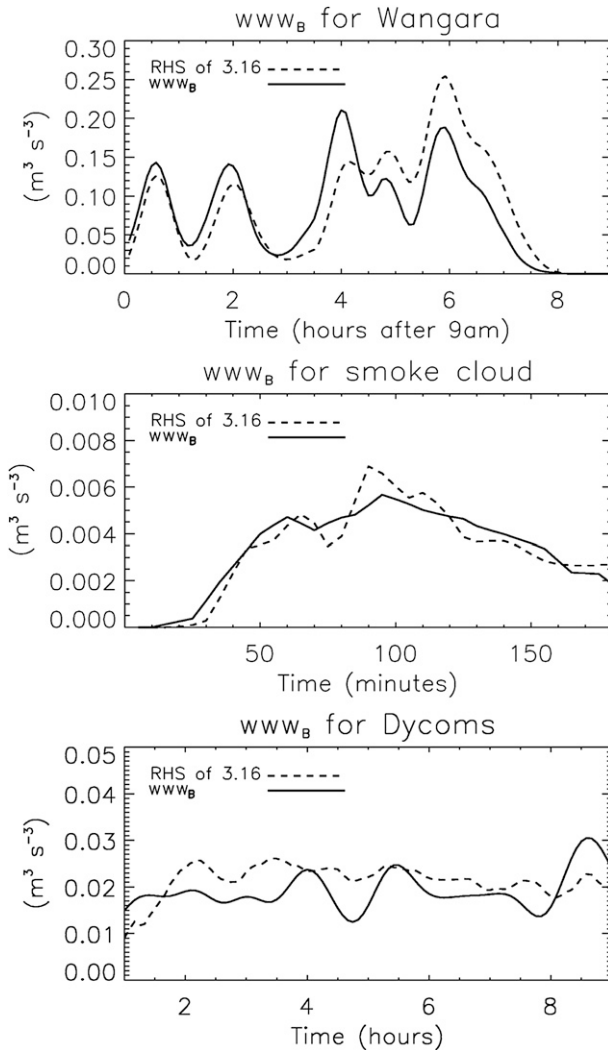 www_B for Wangara
0.30
RHS of 3.16
www_B
0.25
0.20
0.15
0.10
0.05
0.00
(m³ s⁻³)
0 2 4 6 8
Time (hours after 9am)
www_B for smoke cloud
0.010
RHS of 3.16
www_B
0.008
0.006
0.004
0.002
0.000
(m³ s⁻³)
50 100 150
Time (minutes)
www_B for Dycoms
0.05
RHS of 3.16
www_B
0.04
0.03
0.02
0.01
0.00
(m³ s⁻³)
2 4 6 8
Time (hours)